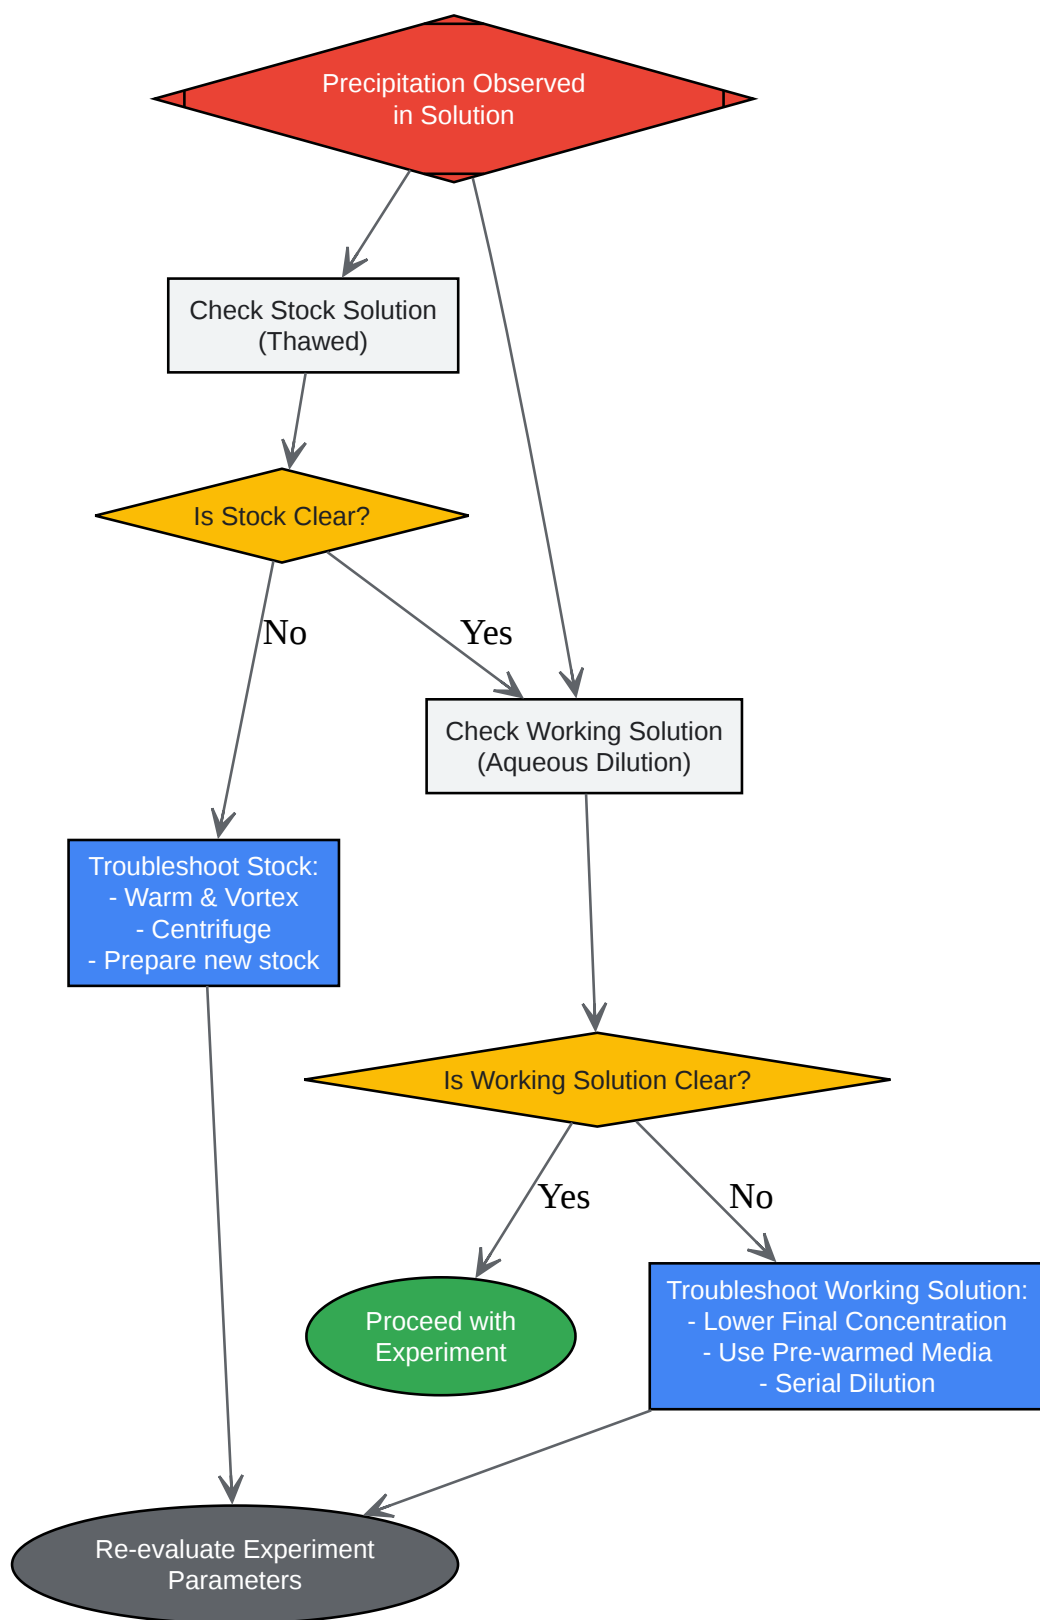 Precipitation Observed
in Solution
Check Stock Solution
(Thawed)
Is Stock Clear?
No
Yes
Check Working Solution
(Aqueous Dilution)
Troubleshoot Stock:
- Warm & Vortex
- Centrifuge
- Prepare new stock
Is Working Solution Clear?
Yes
No
Proceed with
Experiment
Troubleshoot Working Solution:
- Lower Final Concentration
- Use Pre-warmed Media
- Serial Dilution
Re-evaluate Experiment
Parameters